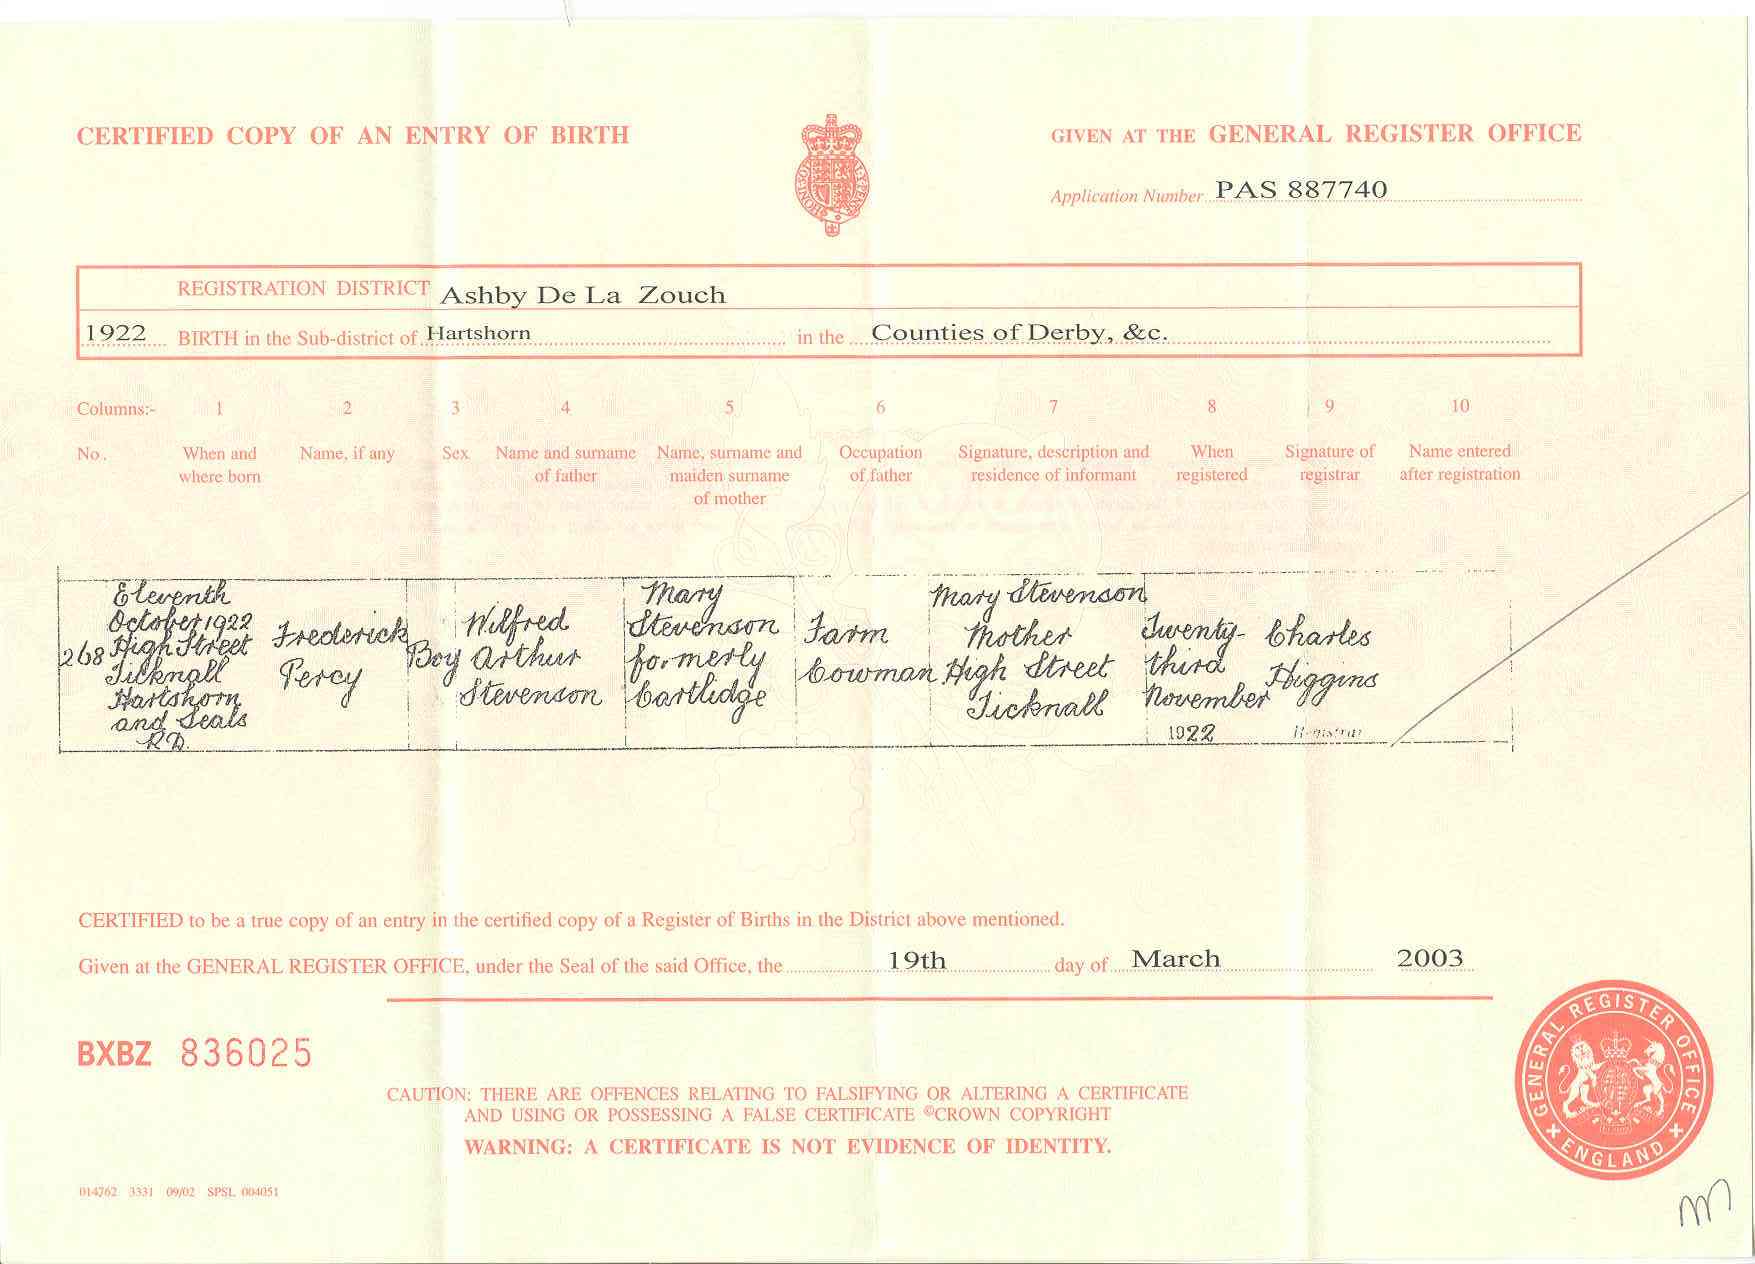 CERTIFIED COPY OF AN ENTRY OF BIRTH
GIVEN AT THE GENERAL REGISTER OFFICE
Application Number PAS 887740
REGISTRATION DISTRICT Ashby De La Zouch
1922 BIRTH in the Sub-district of Hartshorn in the Counties of Derby, &c.
Columns:- 1 2 3 4 5 6 7 8 9 10
No. When and where born Name, if any Sex Name and surname of father Name, surname and maiden surname of mother Occupation of father Signature, description and residence of informant When registered Signature of registrar Name entered after registration
268
Eleventh
October 1922
High Street
Ticknall
Hartshorn
and Seals
R.D.
Frederick
Percy
Boy
Wilfred
Arthur
Stevenson
Mary
Stevenson
formerly
Cartlidge
Farm
Cowman
Mary Stevenson
Mother
High Street
Ticknall
Twenty-
third
November
1922
Charles
Higgins
Registrar
CERTIFIED to be a true copy of an entry in the certified copy of a Register of Births in the District above mentioned.
Given at the GENERAL REGISTER OFFICE, under the Seal of the said Office, the 19th day of March 2003
BXBZ 836025
GENERAL REGISTER OFFICE
ENGLAND
CAUTION: THERE ARE OFFENCES RELATING TO FALSIFYING OR ALTERING A CERTIFICATE
AND USING OR POSSESSING A FALSE CERTIFICATE ©CROWN COPYRIGHT
WARNING: A CERTIFICATE IS NOT EVIDENCE OF IDENTITY.
014762 3331 09/02 SPSL 004051